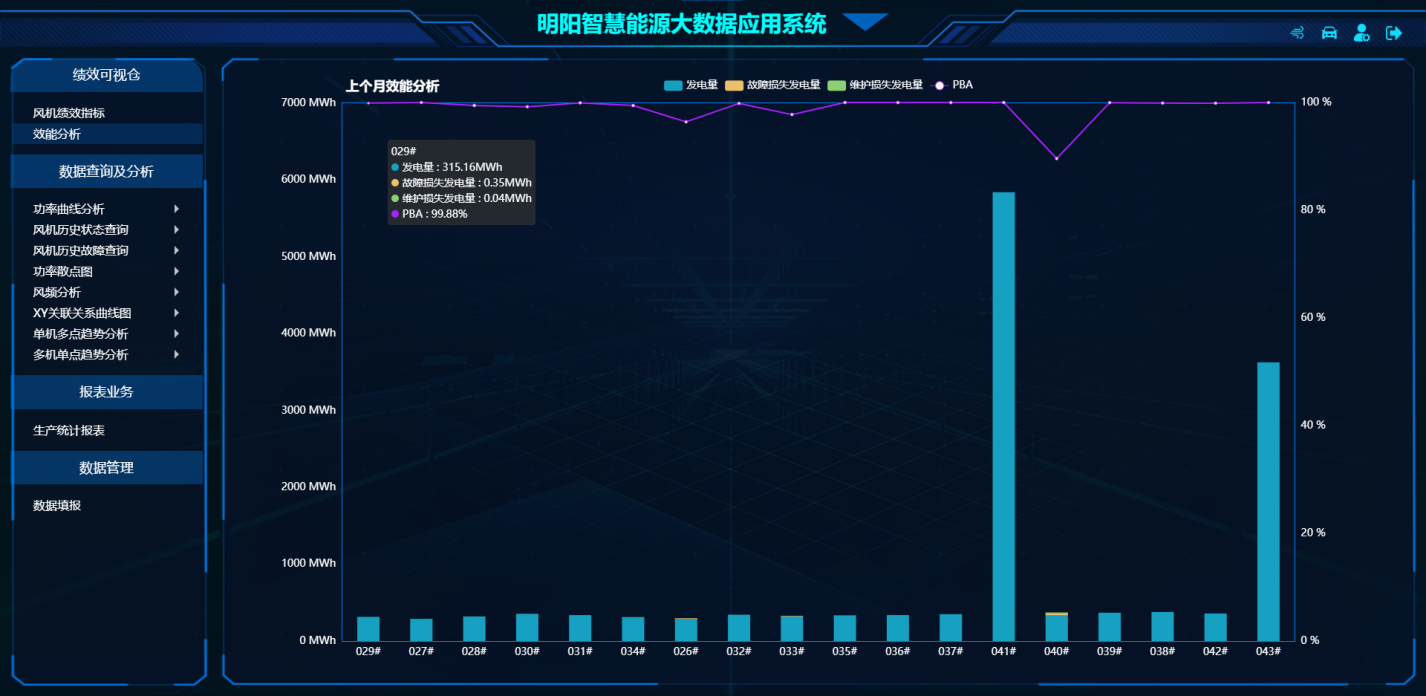 明阳智慧能源大数据应用系统
绩效可视仓
风机绩效指标
效能分析
数据查询及分析
功率曲线分析
风机历史状态查询
风机历史故障查询
功率散点图
风频分析
XY关联关系曲线图
单机多点趋势分析
多机单点趋势分析
报表业务
生产统计报表
数据管理
数据填报
上个月效能分析
发电量 故障损失发电量 维护损失发电量 PBA
7000 MWh
6000 MWh
5000 MWh
4000 MWh
3000 MWh
2000 MWh
1000 MWh
0 MWh
029#
发电量 : 315.16MWh
故障损失发电量 : 0.35MWh
维护损失发电量 : 0.04MWh
PBA : 99.88%
100 %
80 %
60 %
40 %
20 %
0 %
029# 027# 028# 030# 031# 034# 026# 032# 033# 035# 036# 037# 041# 040# 039# 038# 042# 043#